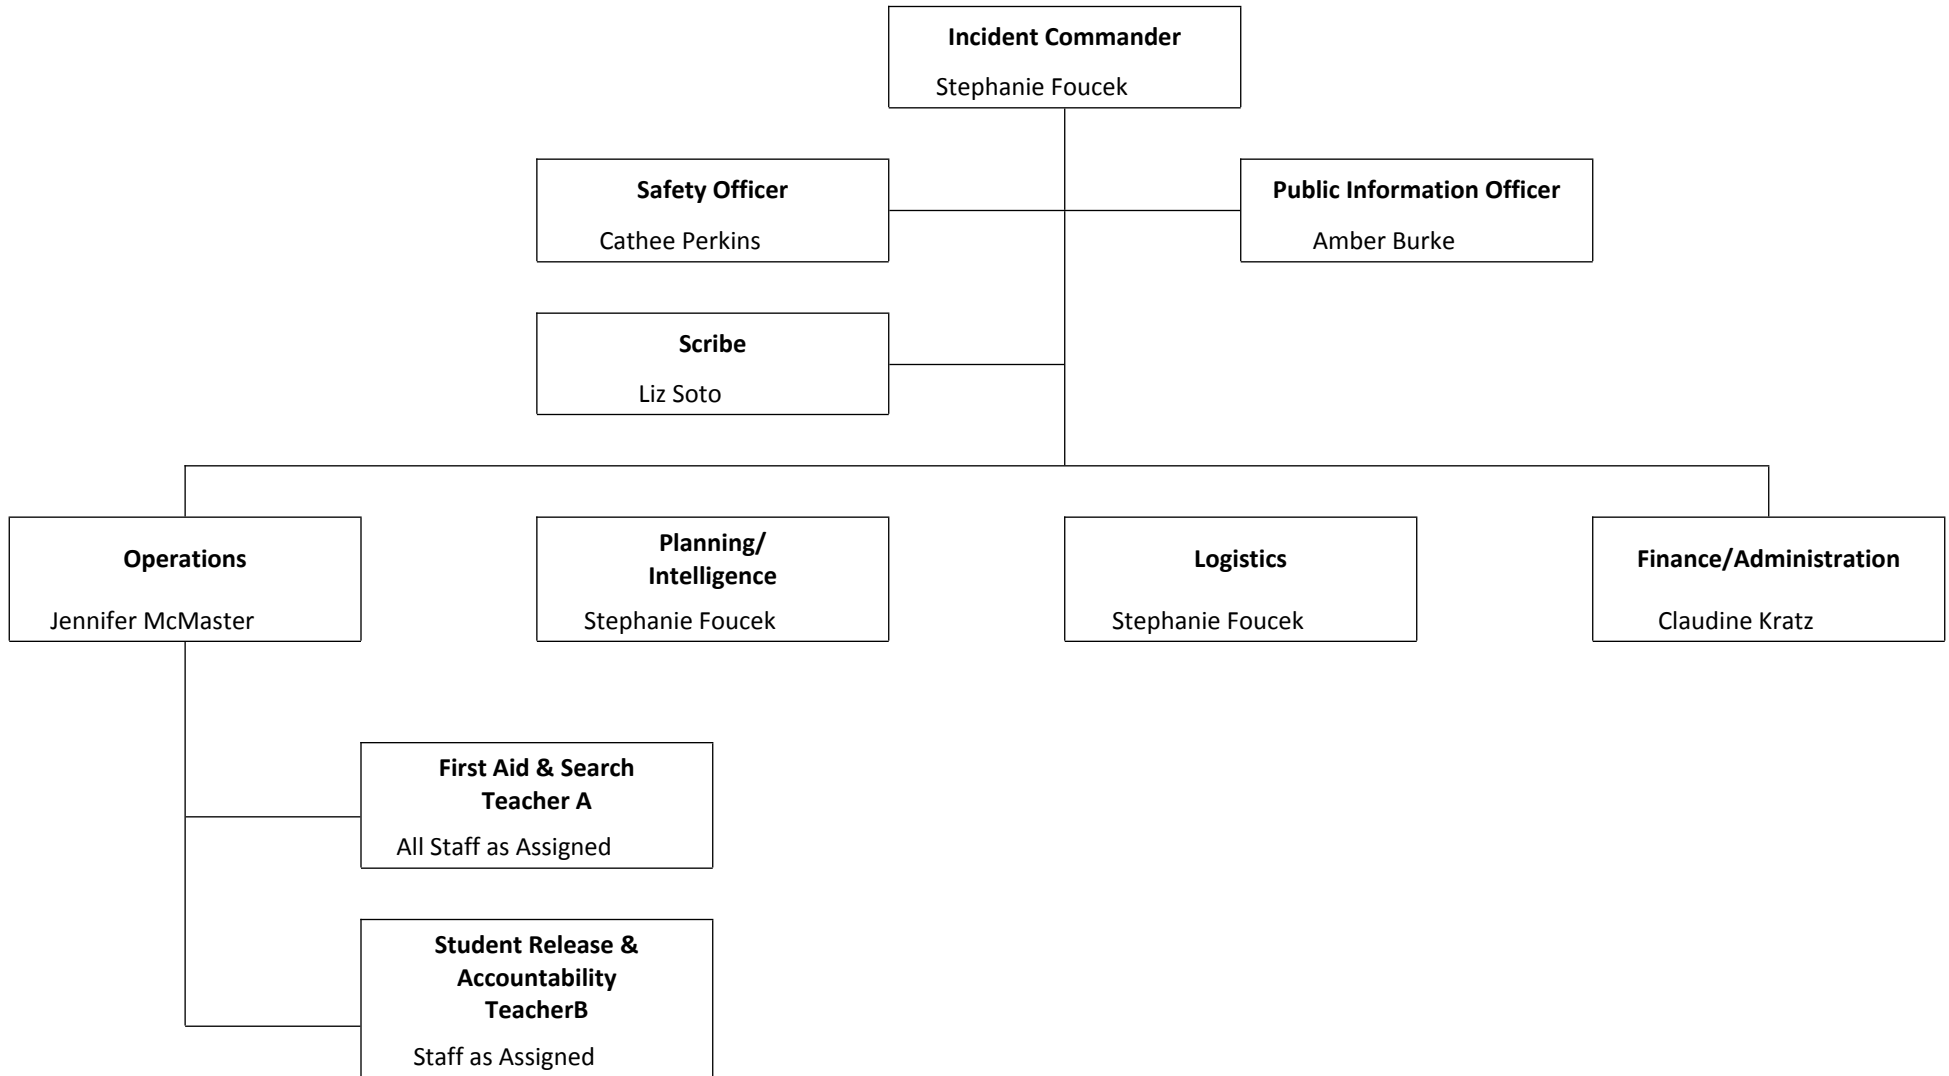 Incident Commander
Stephanie Foucek
Safety Officer
Cathee Perkins
Public Information Officer
Amber Burke
Scribe
Liz Soto
Operations
Jennifer McMaster
Planning/
Intelligence
Stephanie Foucek
Logistics
Stephanie Foucek
Finance/Administration
Claudine Kratz
First Aid & Search
Teacher A
All Staff as Assigned
Student Release &
Accountability
TeacherB
Staff as Assigned